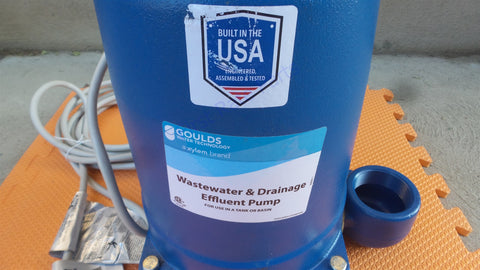 BUILT IN THE
USA
ENGINEERED,
ASSEMBLED & TESTED
GOULDS
WATER TECHNOLOGY
a xylem brand
Wastewater & Drainage
Effluent Pump
FOR USE IN A TANK OR BASIN